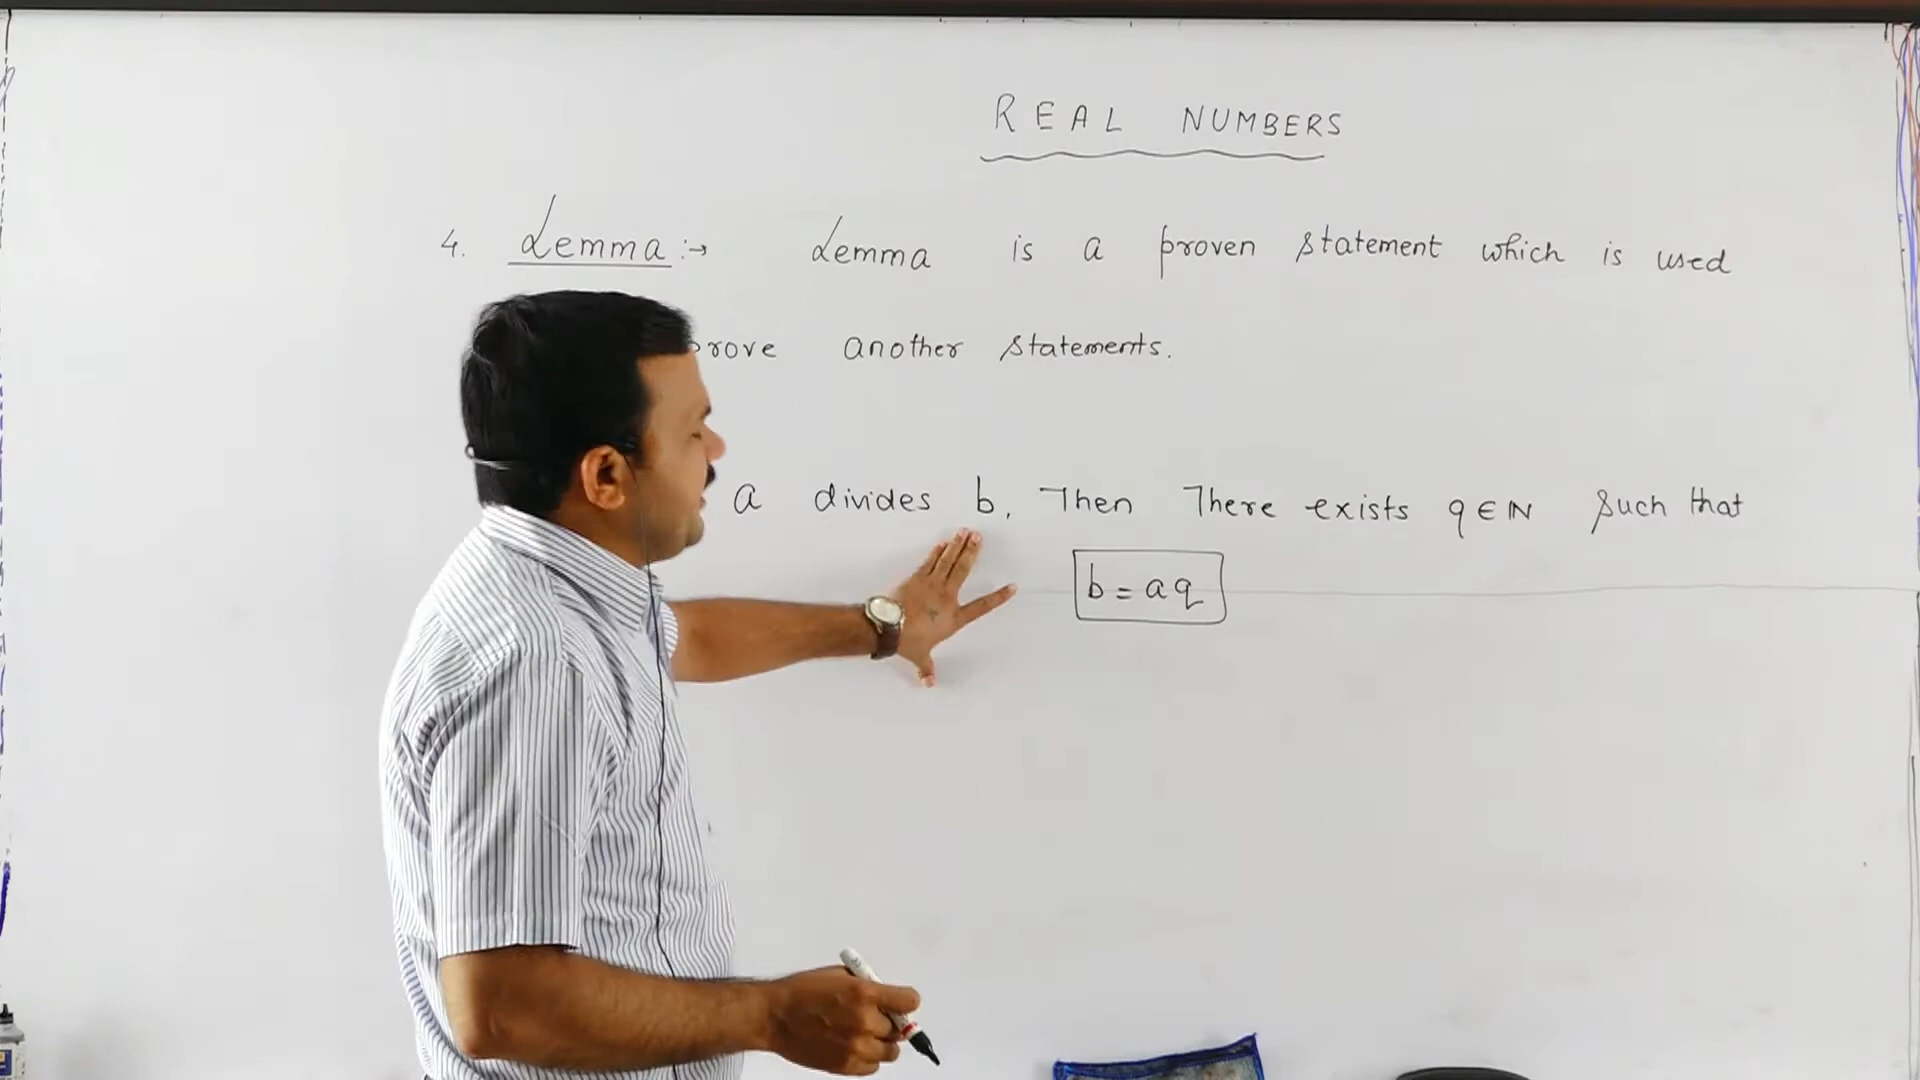 REAL NUMBERS
4. Lemma :→ Lemma is a proven statement which is used
rove another statements.
a divides b, Then There exists q ∈ N such that
b = aq